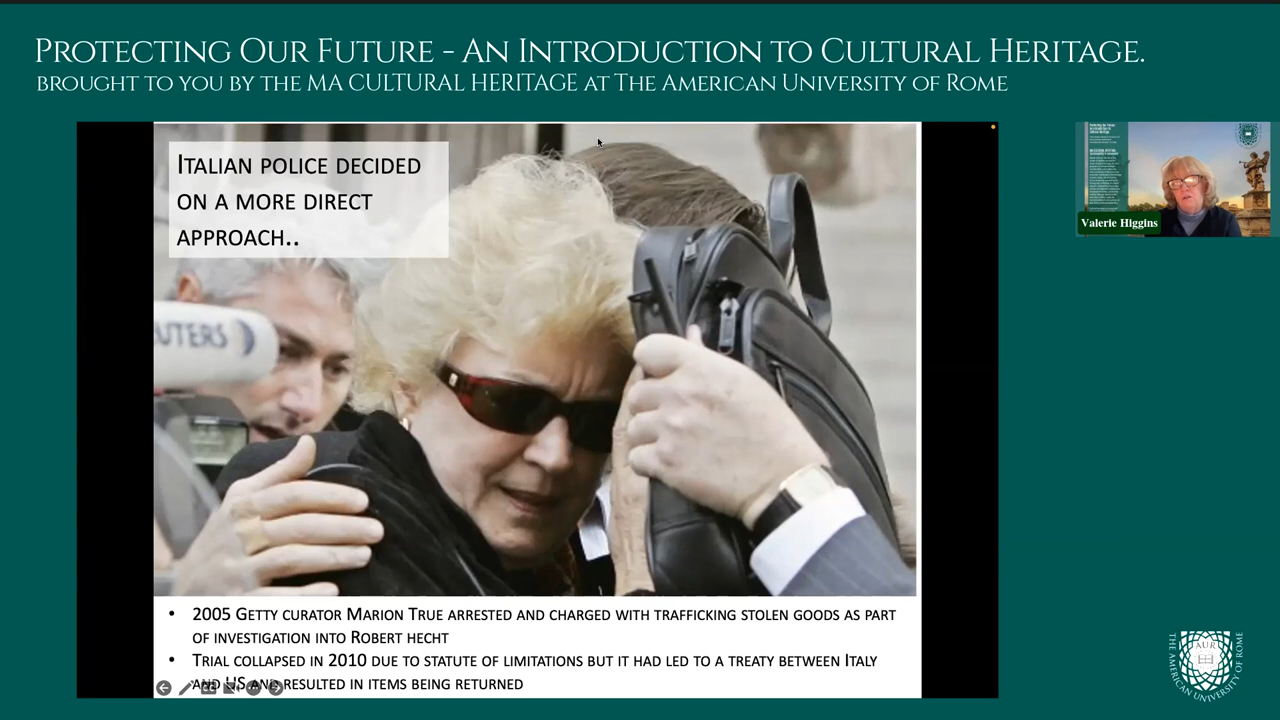 Protecting Our Future - An Introduction to Cultural Heritage.
brought to you by the MA CULTURAL HERITAGE at The American University of Rome
Italian police decided
on a more direct
approach..
UTERS
Valerie Higgins
• 2005 Getty curator Marion True arrested and charged with trafficking stolen goods as part
of investigation into Robert hecht
• Trial collapsed in 2010 due to statute of limitations but it had led to a treaty between Italy
and US and resulted in items being returned
AUR
THE AMERICAN UNIVERSITY OF ROME